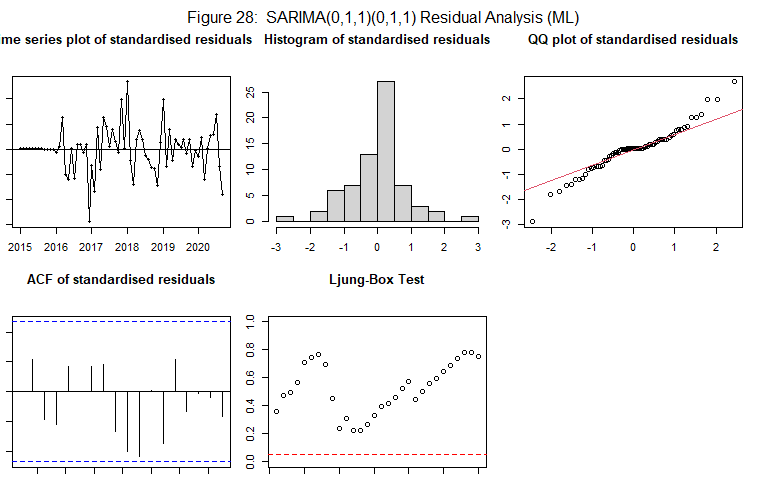 Figure 28: SARIMA(0,1,1)(0,1,1) Residual Analysis (ML)
me series plot of standardised residuals
2015 2016 2017 2018 2019 2020
Histogram of standardised residuals
25
20
15
10
5
0
-3 -2 -1 0 1 2 3
QQ plot of standardised residuals
2
1
0
-1
-2
-3
-2 -1 0 1 2
ACF of standardised residuals
Ljung-Box Test
1.0
0.8
0.6
0.4
0.2
0.0